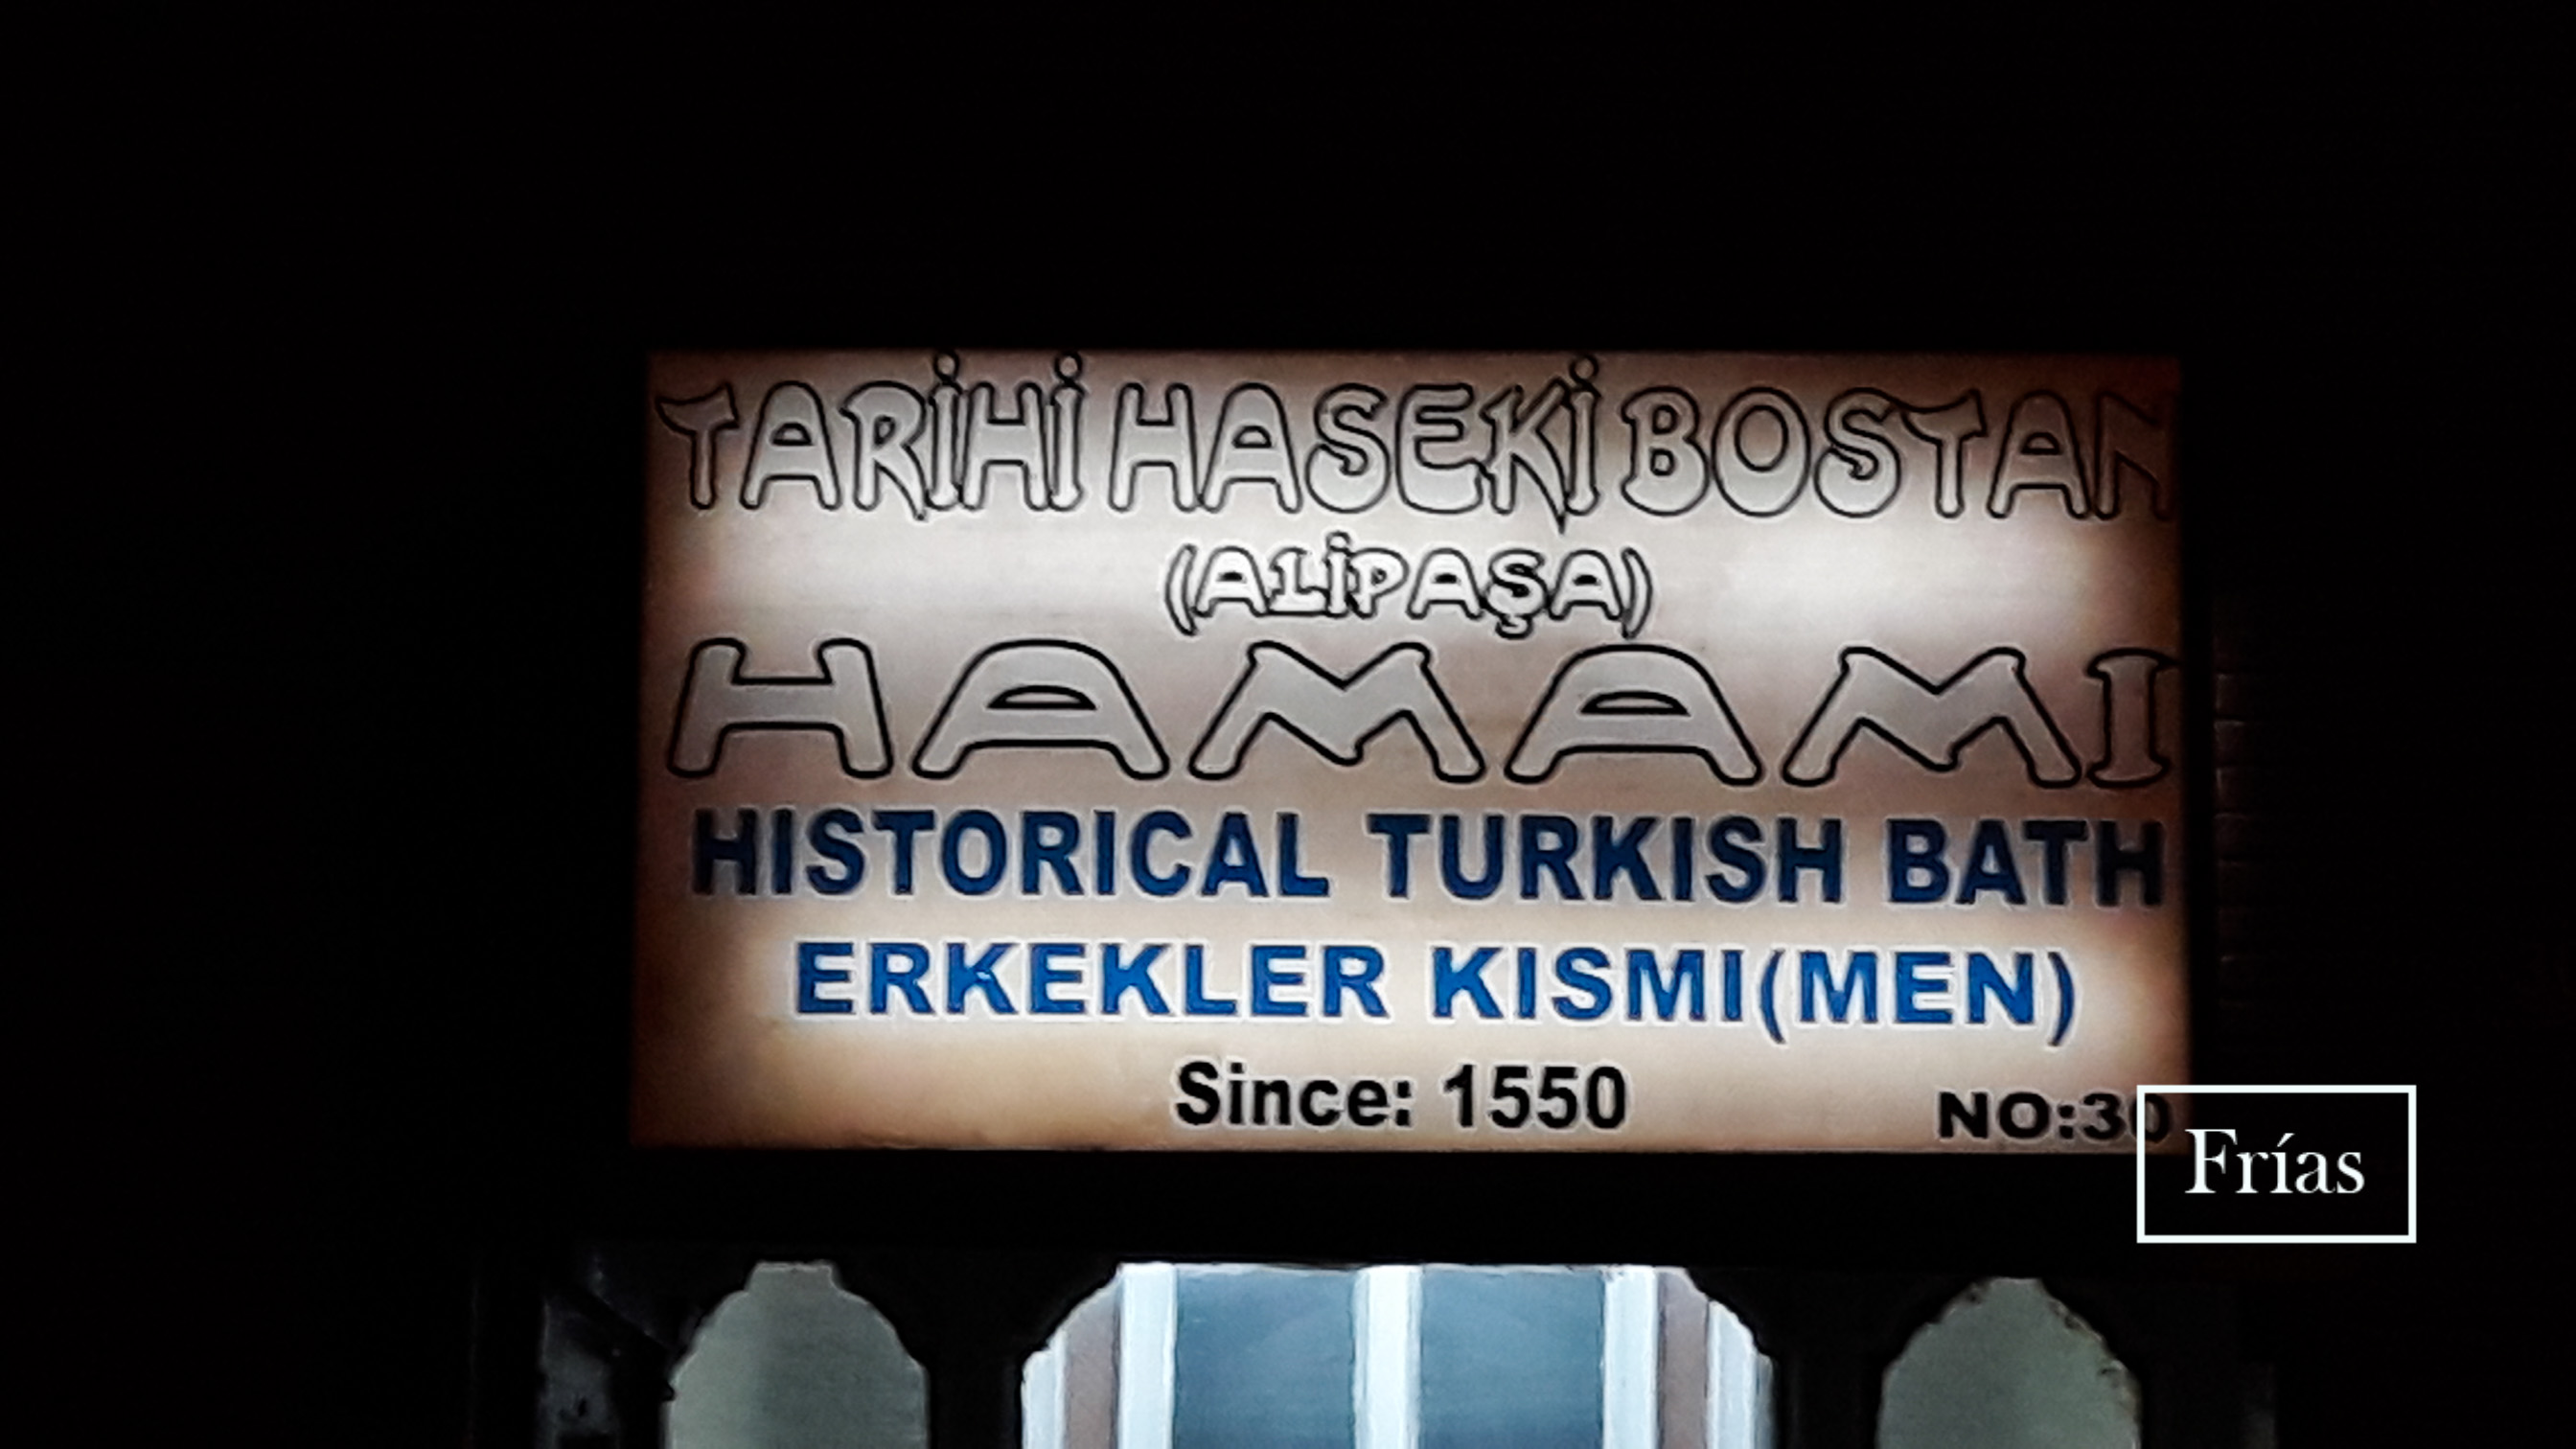 TARİHİ HASEKİ BOSTAN
(ALİPAŞA)
HAMAMI
HISTORICAL TURKISH BATH
ERKEKLER KISMI(MEN)
Since: 1550
NO:30
Frías